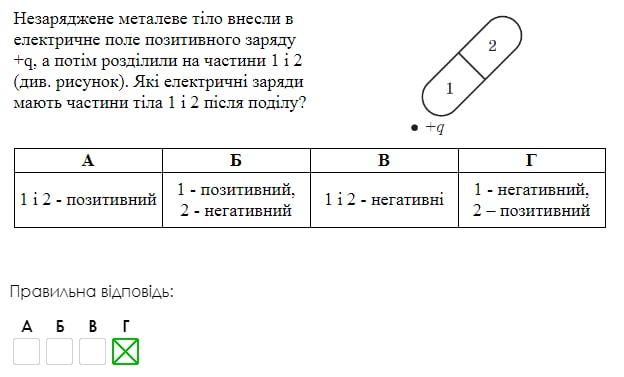 Незаряджене металеве тіло внесли в
електричне поле позитивного заряду
+q, а потім розділили на частини 1 і 2
(див. рисунок). Які електричні заряди
мають частини тіла 1 і 2 після поділу?
2
1
+q
А Б В Г
1 і 2 - позитивний 1 - позитивний, 2 - негативний 1 і 2 - негативні 1 - негативний, 2 – позитивний
Правильна відповідь:
А Б В Г